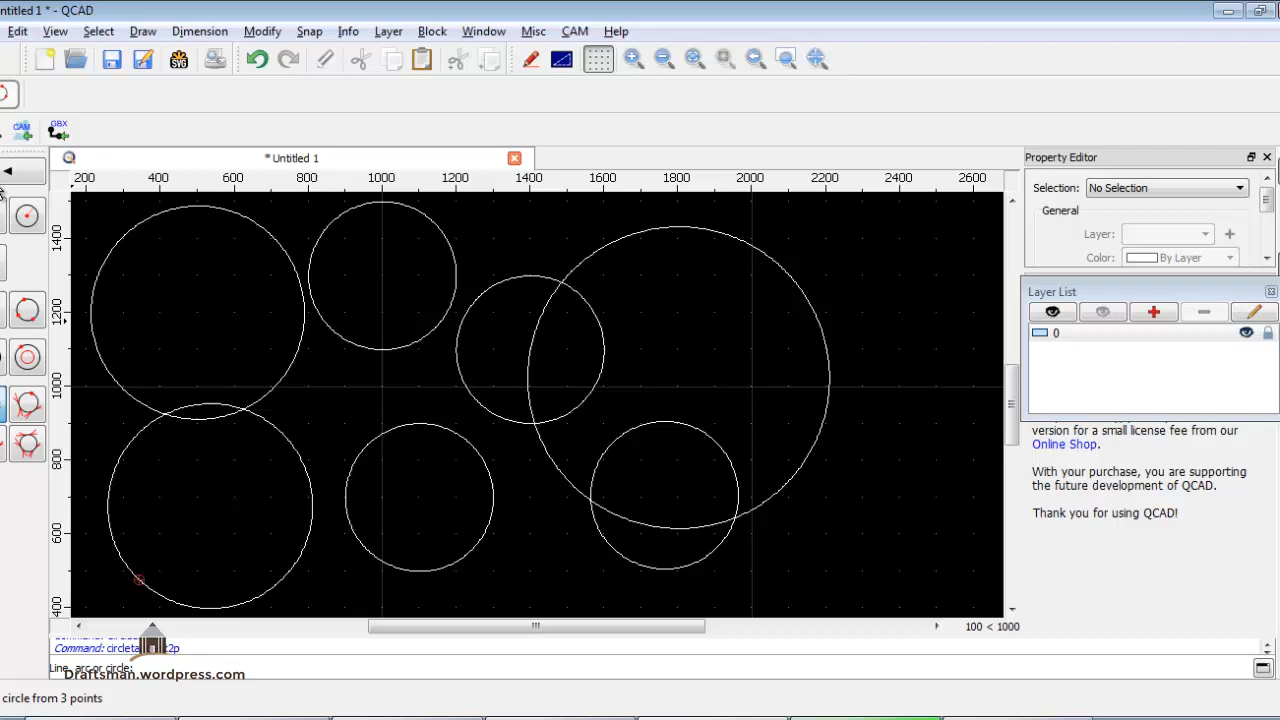 ntitled 1 * - QCAD
Edit View Select Draw Dimension Modify Snap Info Layer Block Window Misc CAM Help
SVG
CAM GBX
* Untitled 1
Property Editor
200 400 600 800 1000 1200 1400 1600 1800 2000 2200 2400 2600
Selection: No Selection
General
Layer:
Color: By Layer
1400
1200
1000
800
600
400
Layer List
0
version for a small license fee from our
Online Shop.
With your purchase, you are supporting
the future development of QCAD.
Thank you for using QCAD!
100 < 1000
Line, arc or circle:
Draftsman.wordpress.com
circle from 3 points